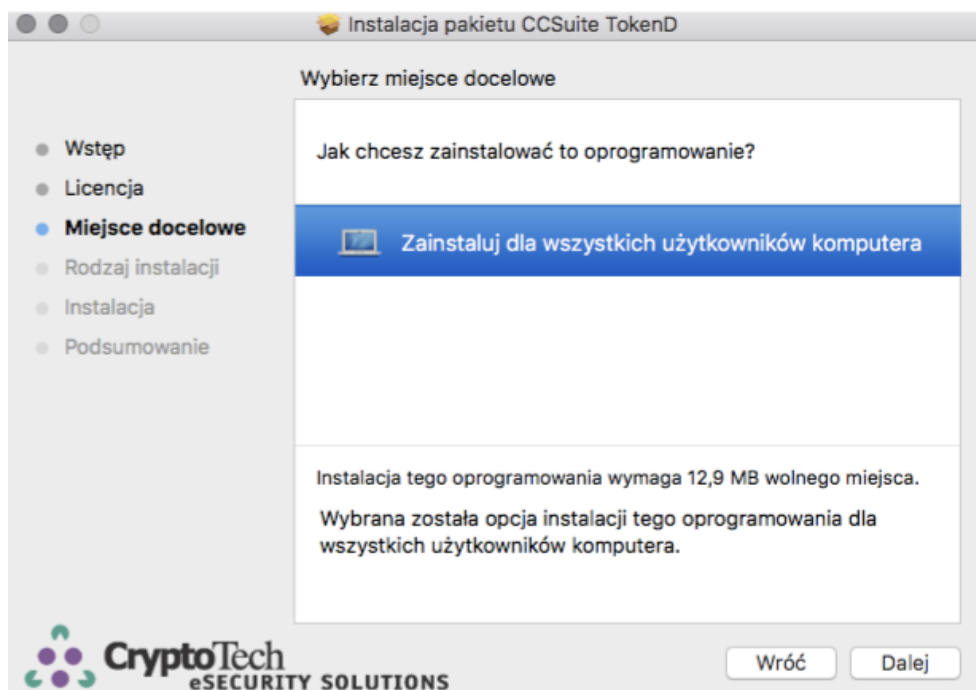 Instalacja pakietu CCSuite TokenD
Wybierz miejsce docelowe
Wstęp
Licencja
Miejsce docelowe
Rodzaj instalacji
Instalacja
Podsumowanie
Jak chcesz zainstalować to oprogramowanie?
Zainstaluj dla wszystkich użytkowników komputera
Instalacja tego oprogramowania wymaga 12,9 MB wolnego miejsca.
Wybrana została opcja instalacji tego oprogramowania dla
wszystkich użytkowników komputera.
CryptoTech
eSECURITY SOLUTIONS
Wróć
Dalej